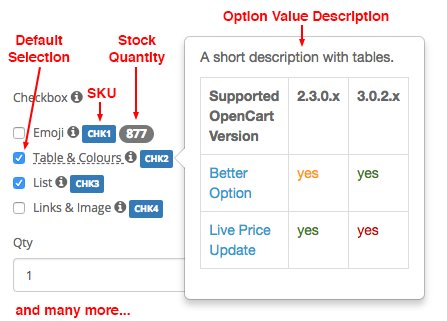 Option Value Description
Default
Selection
Stock
Quantity
SKU
Checkbox
Emoji CHK1 877
Table & Colours CHK2
List CHK3
Links & Image CHK4
Qty
1
and many more...
A short description with tables.
Supported OpenCart Version 2.3.0.x 3.0.2.x
Better Option yes yes
Live Price Update yes yes